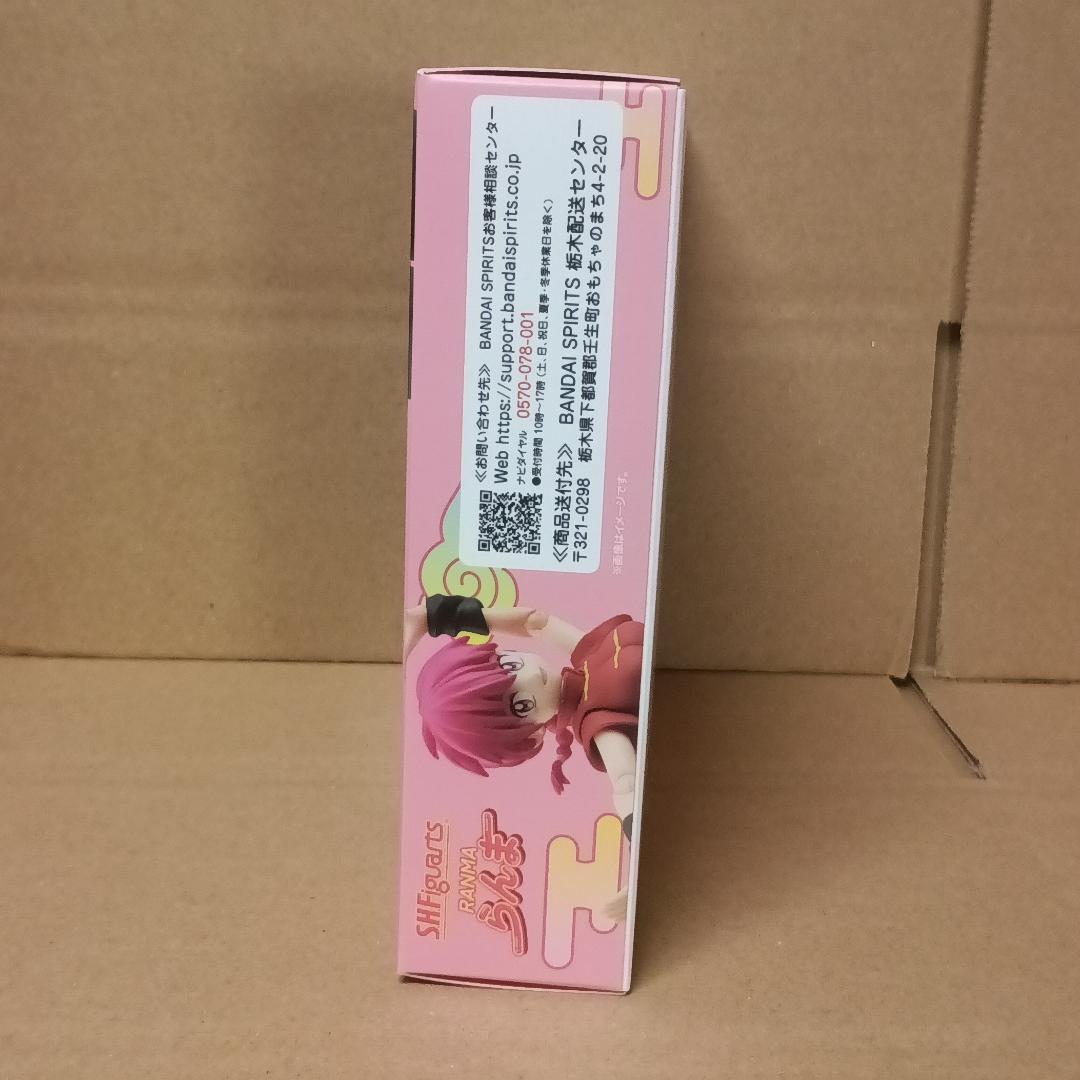 S.H.Figuarts
RANMA
らんま
≪お問い合わせ先≫ BANDAI SPIRITSお客様相談センター
Web https://support.bandaispirits.co.jp
ナビダイヤル 0570-078-001
●受付時間 10時～17時（土、日、祝日、夏季・冬季休業日を除く）
≪商品送付先≫ BANDAI SPIRITS 栃木配送センター
〒321-0298 栃木県下都賀郡壬生町おもちゃのまち4-2-20
※画像はイメージです。